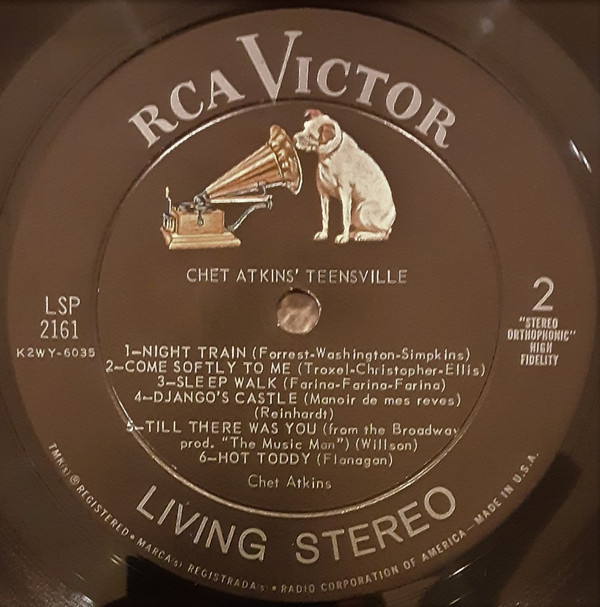 RCA VICTOR
CHET ATKINS' TEENSVILLE
LSP
2161
K2WY-6035
2
"STEREO
ORTHOPHONIC"
HIGH
FIDELITY
1—NIGHT TRAIN (Forrest-Washington-Simpkins)
2—COME SOFTLY TO ME (Troxel-Christopher-Ellis)
3—SLEEP WALK (Farina-Farina-Farina)
4—DJANGO'S CASTLE (Manoir de mes reves)
(Reinhardt)
5—TILL THERE WAS YOU (from the Broadway
prod. "The Music Man") (Willson)
6—HOT TODDY (Flanagan)
Chet Atkins
LIVING STEREO
TMK(s) ® REGISTERED • MARCA(s) REGISTRADA(s) • RADIO CORPORATION OF AMERICA—MADE IN U.S.A.